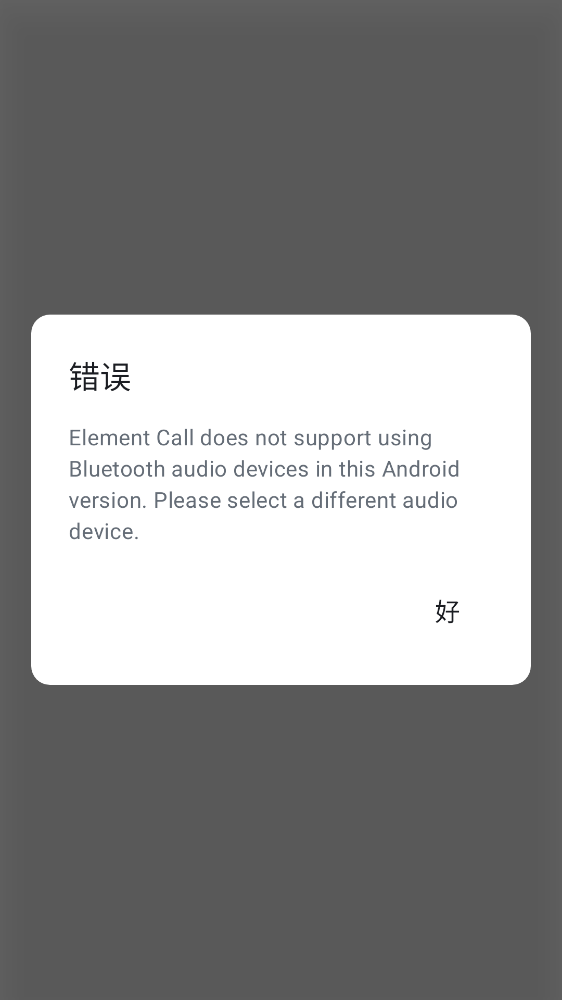 错误
Element Call does not support using
Bluetooth audio devices in this Android
version. Please select a different audio
device.
好